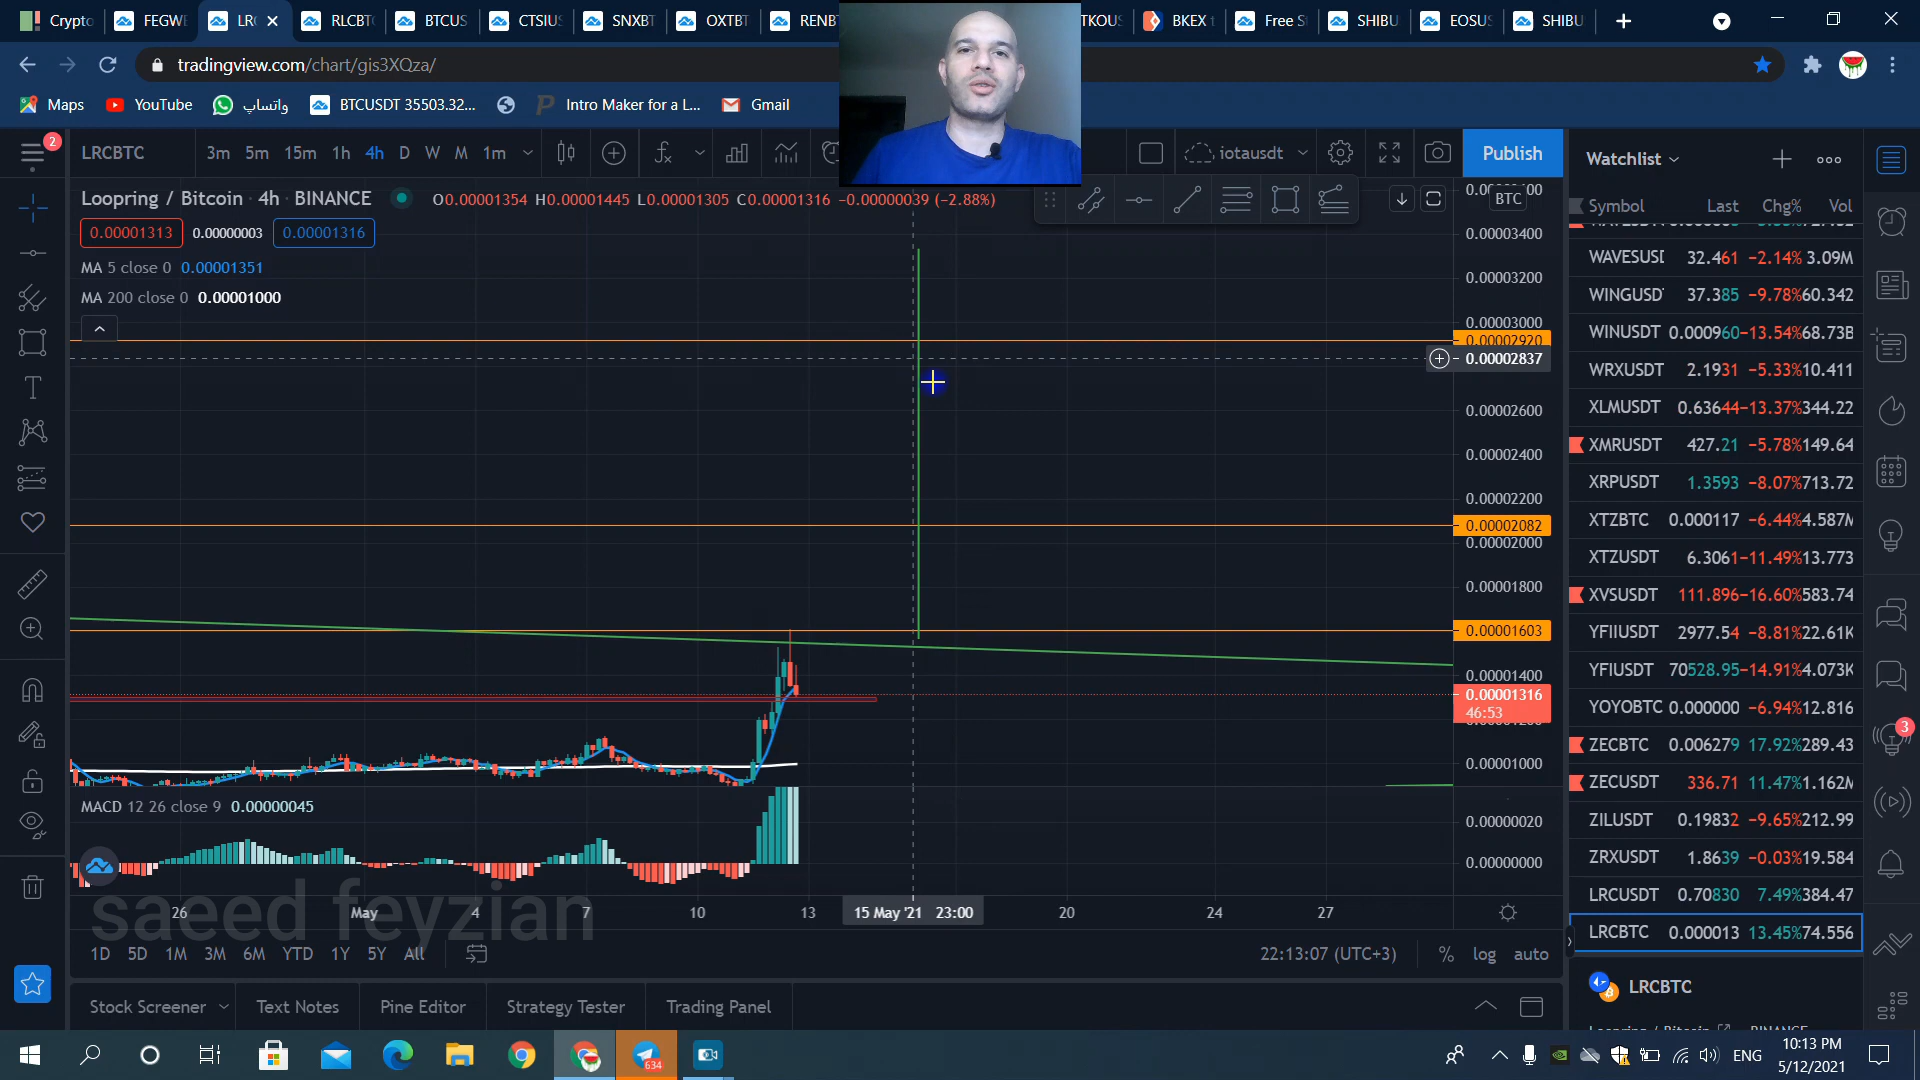 Crypto FEGWE LRC RLCBTC BTCUS CTSIUS SNXBT OXTBT RENBT TKOUS BKEX t Free S SHIBU EOSUS SHIBU
tradingview.com/chart/gis3XQza/
Maps YouTube واتساپ BTCUSDT 35503.32... Intro Maker for a L... Gmail
2
LRCBTC 3m 5m 15m 1h 4h D W M 1m iotausdt Publish Watchlist
Loopring / Bitcoin · 4h · BINANCE O0.00001354 H0.00001445 L0.00001305 C0.00001316 −0.00000039 (−2.88%)
BTC
Symbol Last Chg% Vol
0.00001313 0.00000003 0.00001316
MA 5 close 0 0.00001351
MA 200 close 0 0.00001000
0.00003400
0.00003200
0.00003000
0.00002920
0.00002837
0.00002600
0.00002400
0.00002200
0.00002082
0.00002000
0.00001800
0.00001603
0.00001400
0.00001316
46:53
0.00001000
WAVESUSD 32.461 −2.14% 3.09M
WINGUSDT 37.385 −9.78% 60.342
WINUSDT 0.000960 −13.54% 68.73B
WRXUSDT 2.1931 −5.33% 10.411
XLMUSDT 0.63644 −13.37% 344.22
XMRUSDT 427.21 −5.78% 149.64
XRPUSDT 1.3593 −8.07% 713.72
XTZBTC 0.000117 −6.44% 4.587M
XTZUSDT 6.3061 −11.49% 13.773
XVSUSDT 111.896 −16.60% 583.74
YFIIUSDT 2977.54 −8.81% 22.61K
YFIUSDT 70528.95 −14.91% 4.073K
YOYOBTC 0.000000 −6.94% 12.816
ZECBTC 0.006279 17.92% 289.43
ZECUSDT 336.71 11.47% 1.162M
ZILUSDT 0.19832 −9.65% 212.99
ZRXUSDT 1.8639 −0.03% 19.584
LRCUSDT 0.70830 7.49% 384.47
LRCBTC 0.000013 13.45% 74.556
3
MACD 12 26 close 9 0.00000045
0.00000020
0.00000000
saeed feyzian
26 May 4 7 10 13 15 May '21 23:00 20 24 27
1D 5D 1M 3M 6M YTD 1Y 5Y All 22:13:07 (UTC+3) % log auto
LRCBTC
Stock Screener Text Notes Pine Editor Strategy Tester Trading Panel
634
ENG 10:13 PM
5/12/2021